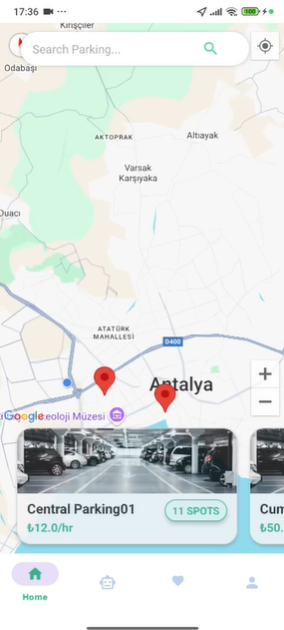 17:36
100
Kirişçiler
Search Parking...
Odabaşı
AKTOPRAK
Altıayak
Varsak
Karşıyaka
Duacı
ATATÜRK
MAHALLESİ
D400
Antalya
+
Google
eoloji Müzesi
−
Central Parking01
11 SPOTS
₺12.0/hr
Cum
₺50.
Home